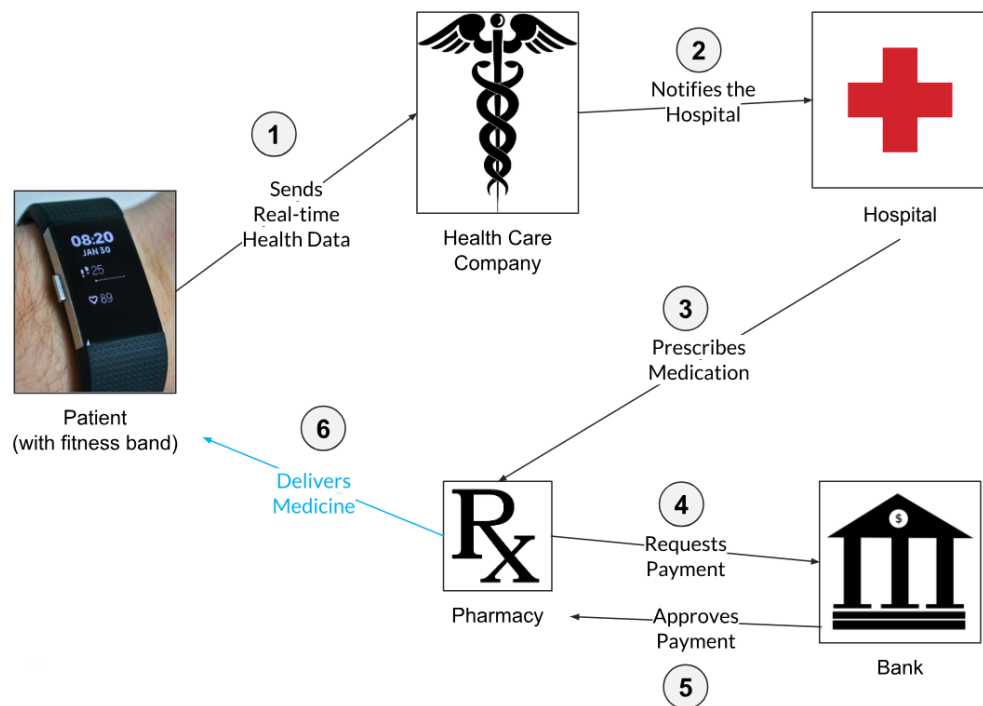 1
Sends
Real-time
Health Data
2
Notifies the
Hospital
Health Care
Company
Hospital
08:20
JAN 30
25
89
Patient
(with fitness band)
3
Prescribes
Medication
6
Delivers
Medicine
Rx
Pharmacy
4
Requests
Payment
Approves
Payment
5
$
Bank